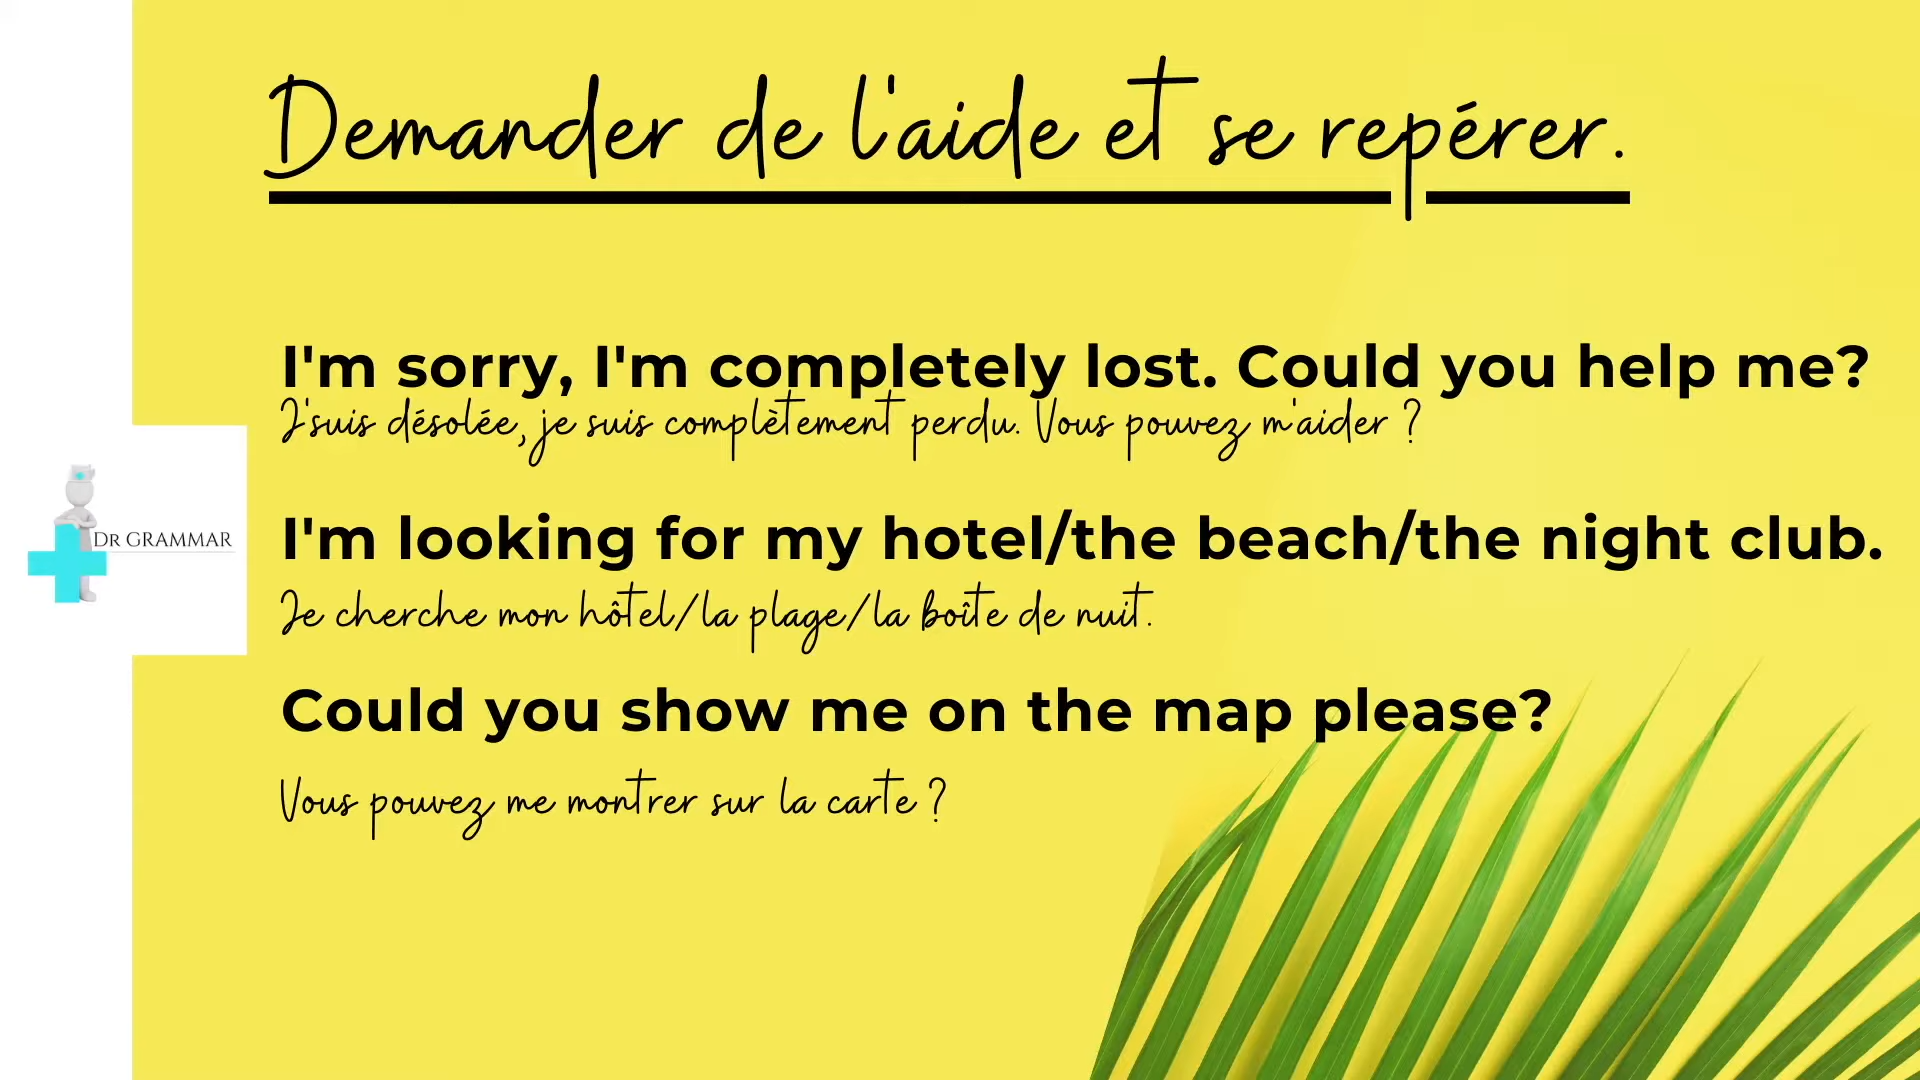 Demander de l'aide et se repérer.
I'm sorry, I'm completely lost. Could you help me?
J'suis désolée, je suis complètement perdu. Vous pouvez m'aider ?
DR GRAMMAR
I'm looking for my hotel/the beach/the night club.
Je cherche mon hôtel/la plage/la boîte de nuit.
Could you show me on the map please?
Vous pouvez me montrer sur la carte ?